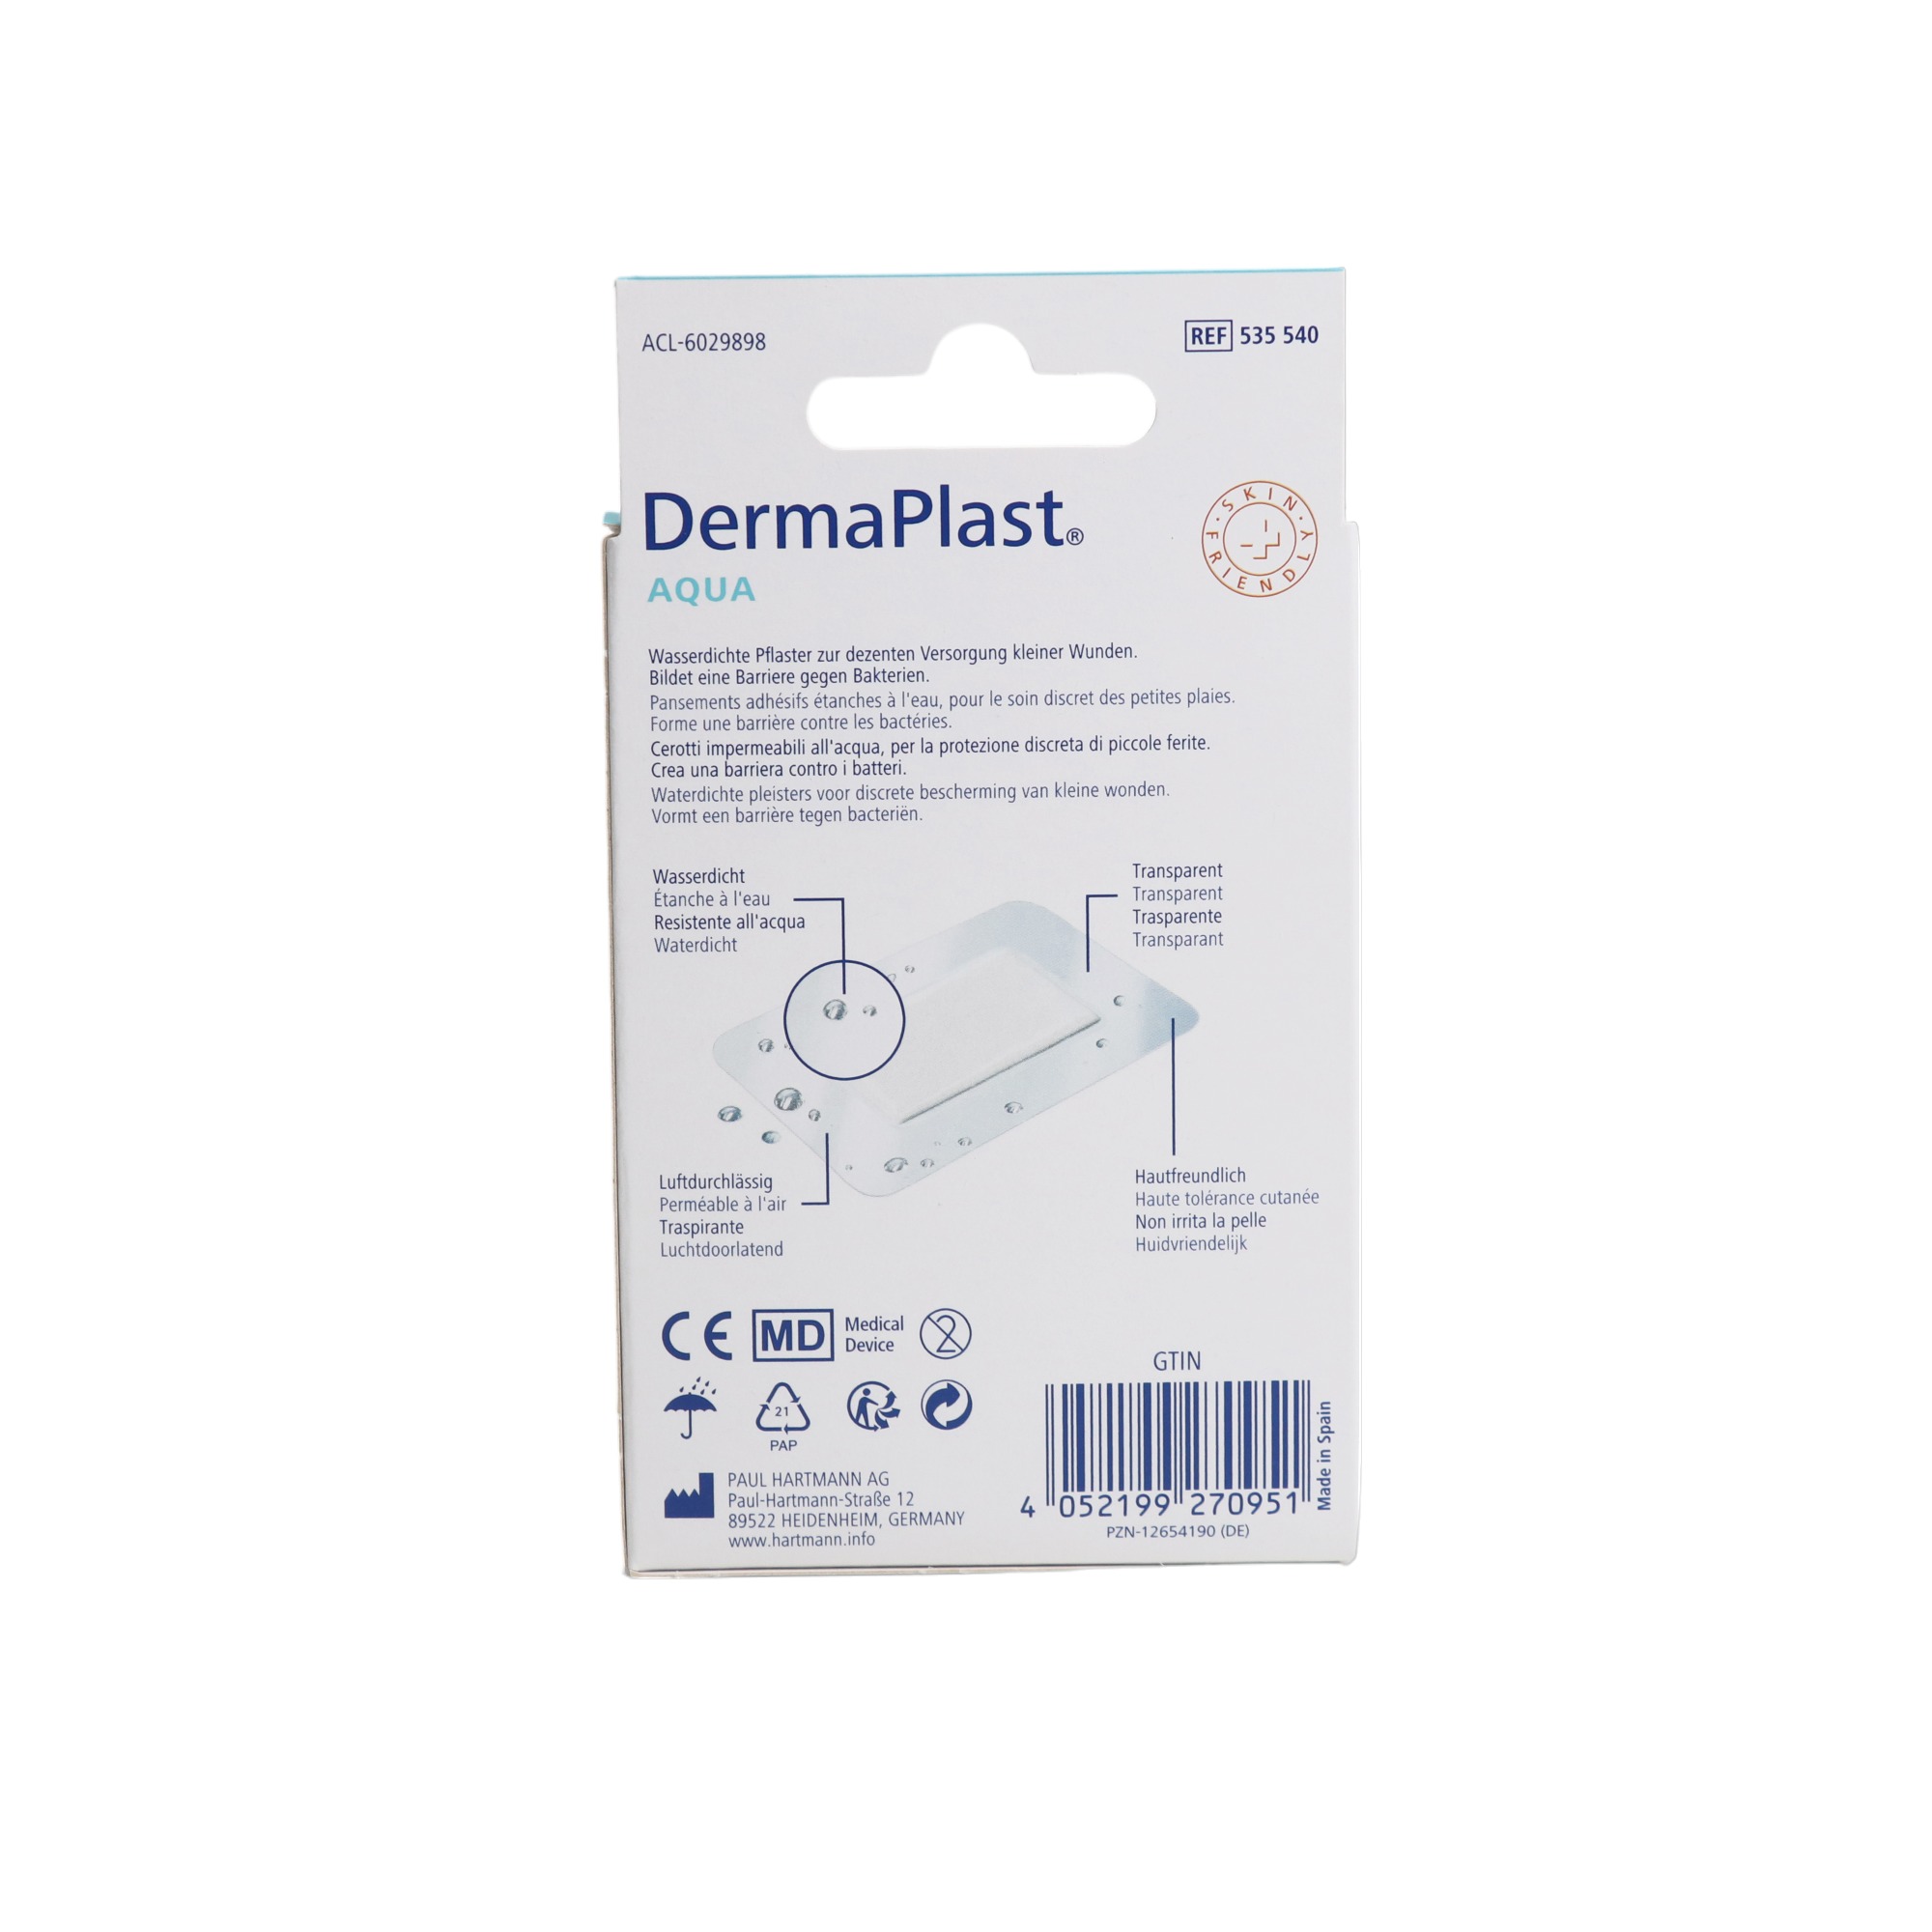 ACL-6029898
REF 535 540
DermaPlast®
AQUA
· SKIN · FRIENDLY
Wasserdichte Pflaster zur dezenten Versorgung kleiner Wunden.
Bildet eine Barriere gegen Bakterien.
Pansements adhésifs étanches à l'eau, pour le soin discret des petites plaies.
Forme une barrière contre les bactéries.
Cerotti impermeabili all'acqua, per la protezione discreta di piccole ferite.
Crea una barriera contro i batteri.
Waterdichte pleisters voor discrete bescherming van kleine wonden.
Vormt een barrière tegen bacteriën.
Wasserdicht
Étanche à l'eau
Resistente all'acqua
Waterdicht
Transparent
Transparent
Trasparente
Transparant
Luftdurchlässig
Perméable à l'air
Traspirante
Luchtdoorlatend
Hautfreundlich
Haute tolérance cutanée
Non irrita la pelle
Huidvriendelijk
CE MD Medical
Device
2
21
PAP
PAUL HARTMANN AG
Paul-Hartmann-Straße 12
89522 HEIDENHEIM, GERMANY
www.hartmann.info
GTIN
4 052199 270951
PZN-12654190 (DE)
Made in Spain